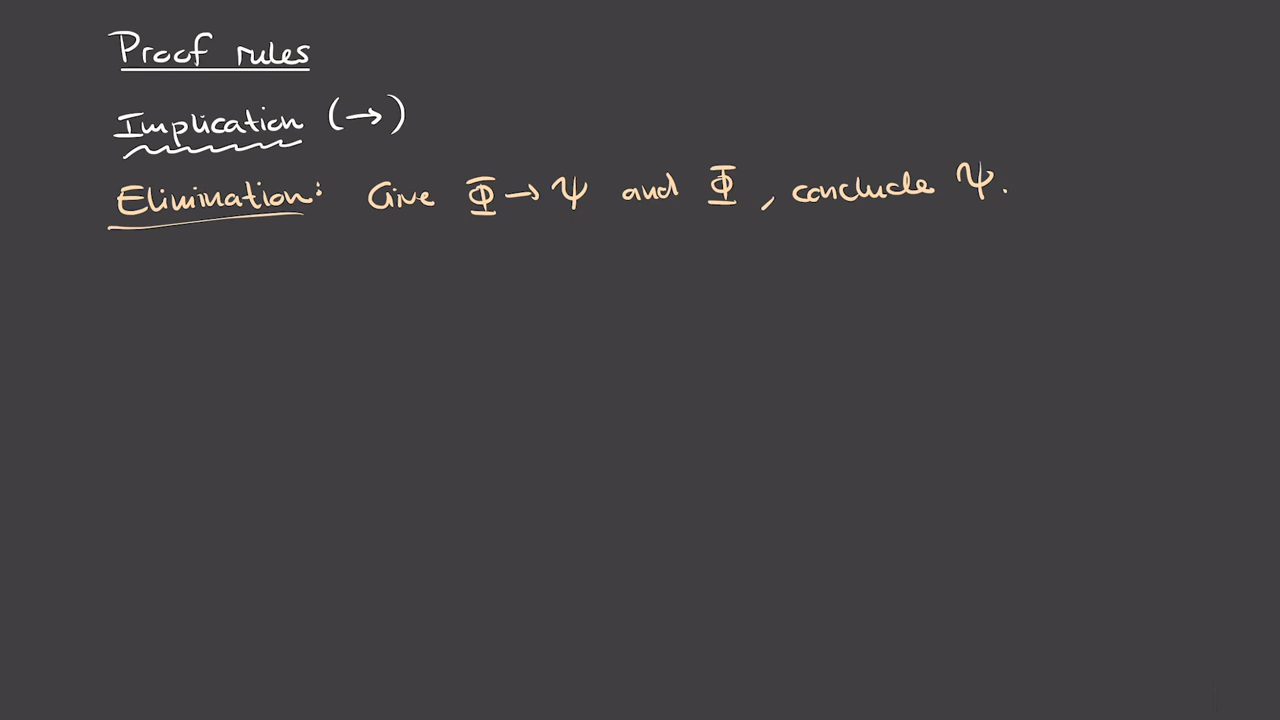 Proof rules
Implication (→)
Elimination: Give Φ → Ψ and Φ, conclude Ψ.